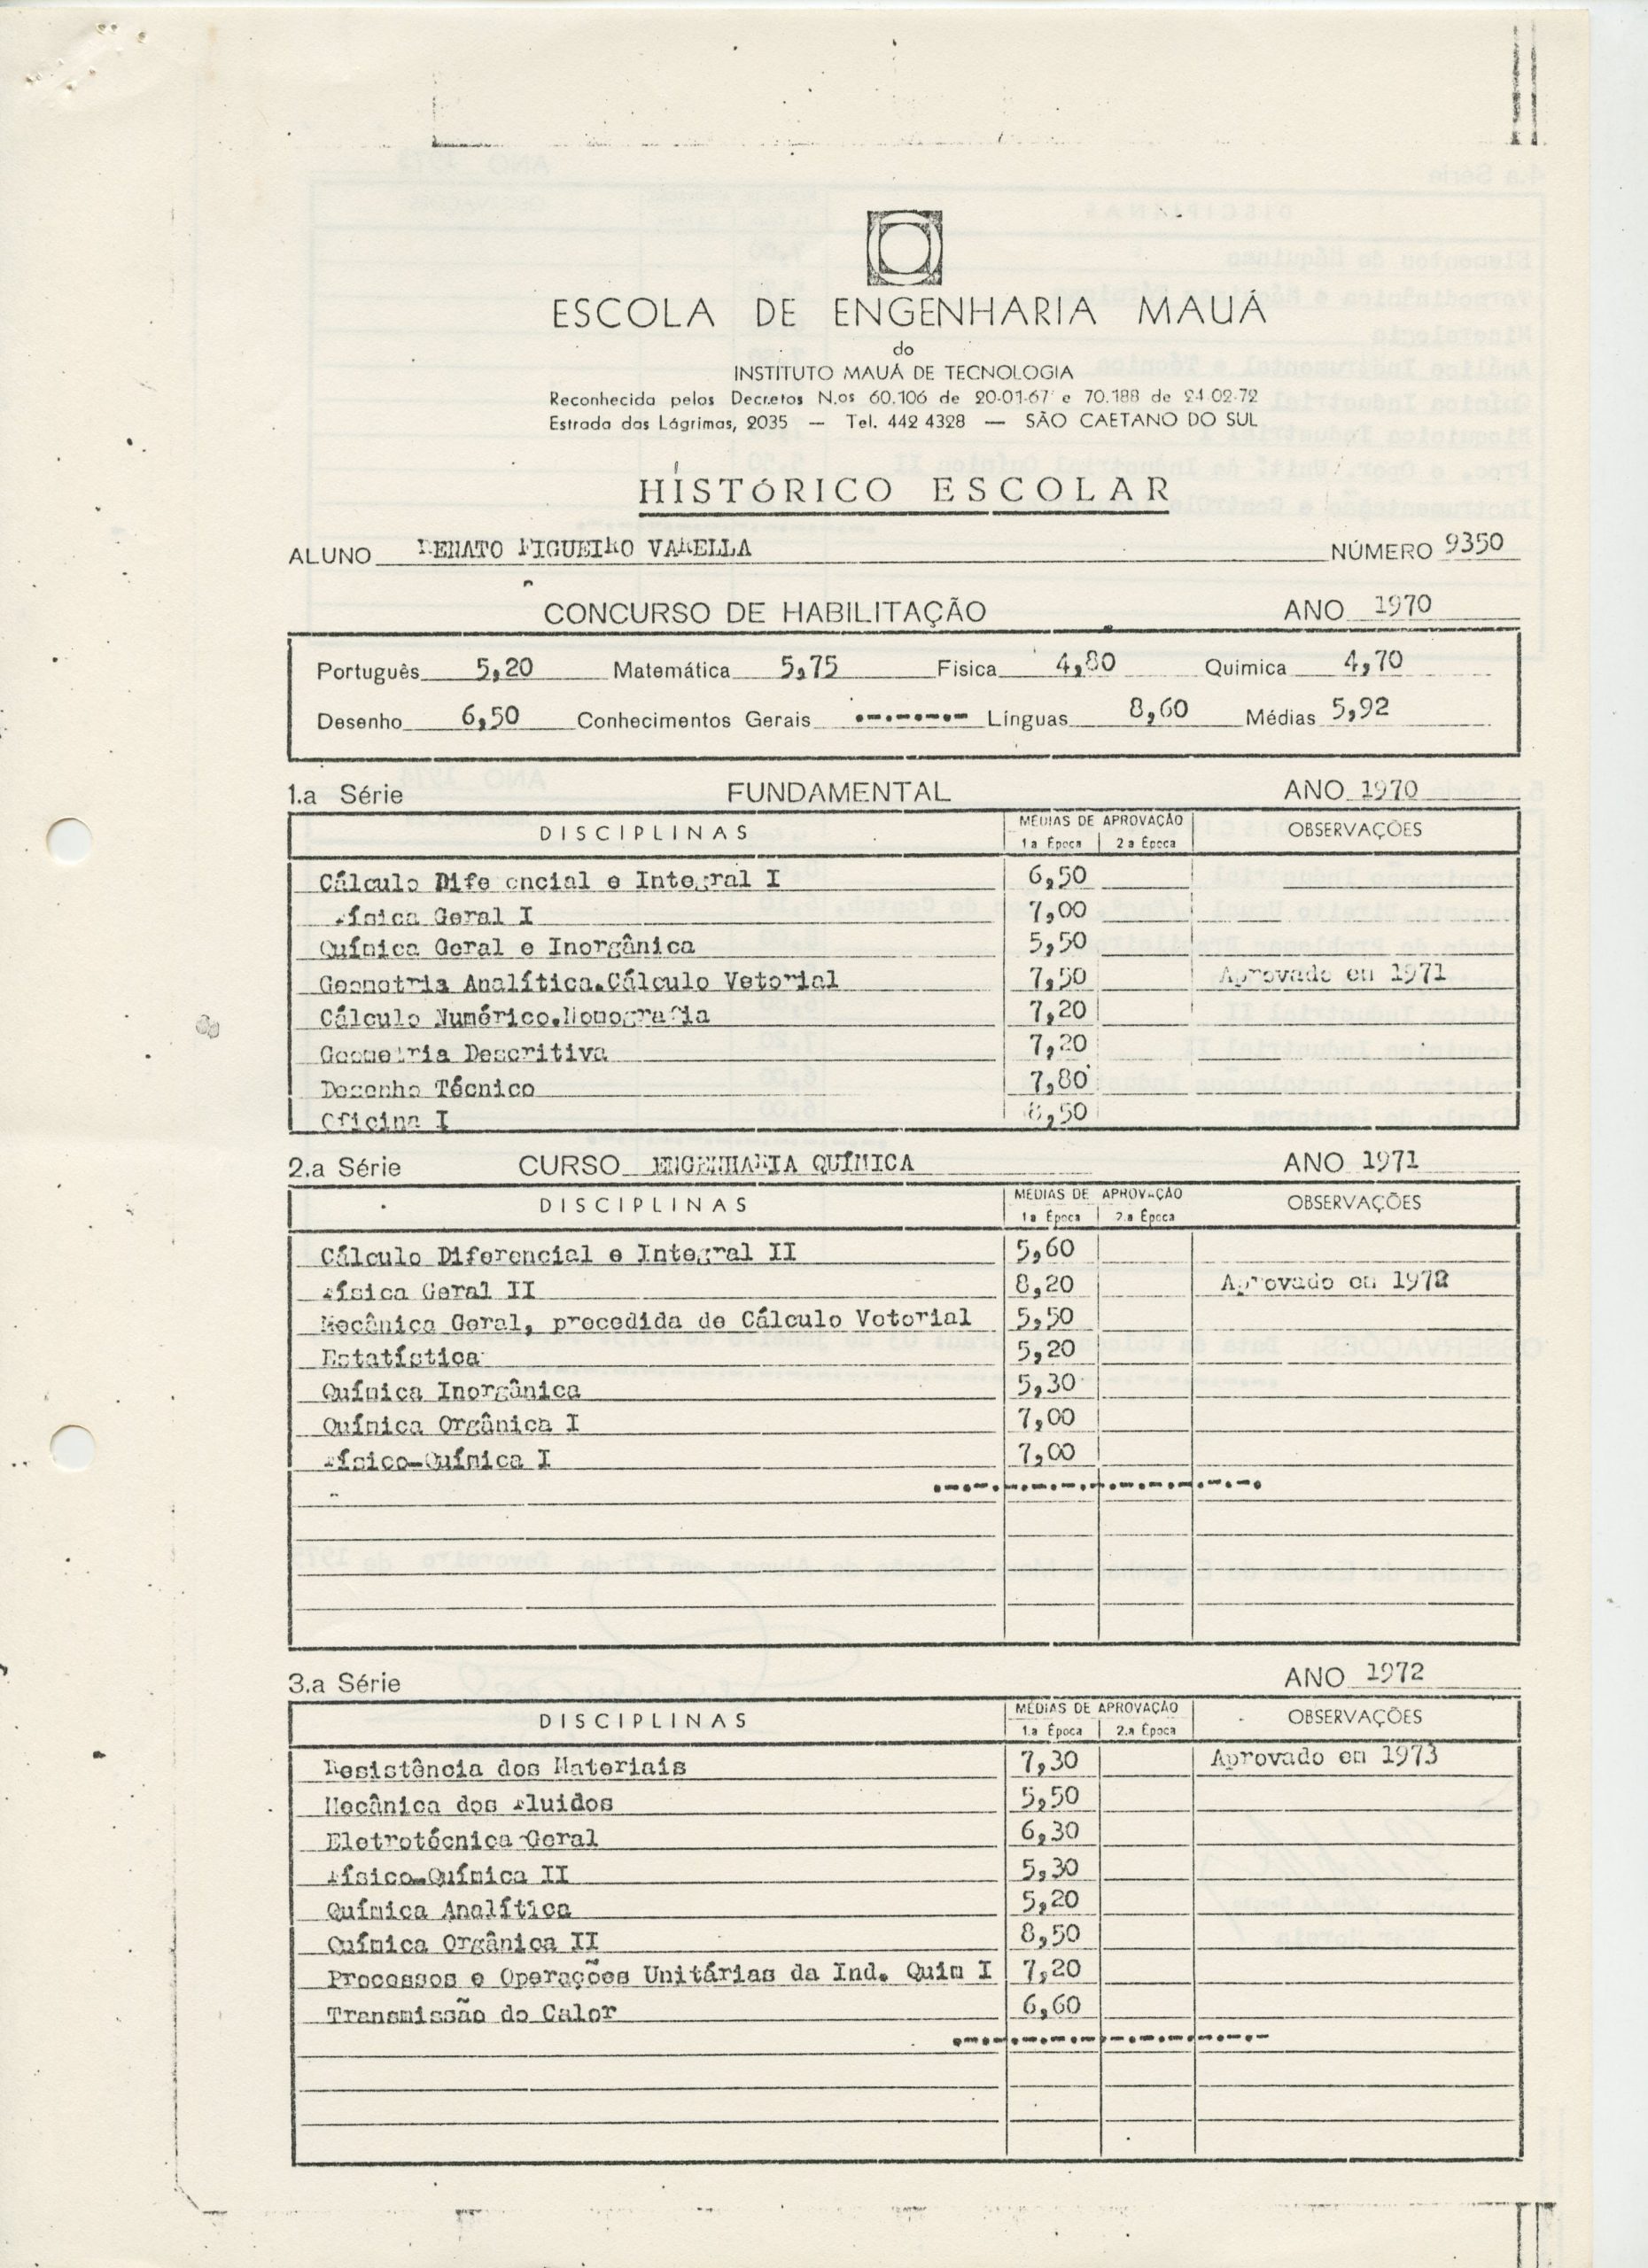 ESCOLA DE ENGENHARIA MAUÁ
do
INSTITUTO MAUÁ DE TECNOLOGIA
Reconhecida pelos Decretos N.os 60.106 de 20-01-67 e 70.188 de 24-02-72
Estrada das Lágrimas, 2035 — Tel. 442 4328 — SÃO CAETANO DO SUL
HISTÓRICO ESCOLAR
ALUNO RENATO FIGUEIRO VARELLA NÚMERO 9350
CONCURSO DE HABILITAÇÃO ANO 1970
Português 5,20 Matemática 5,75 Física 4,80 Quimica 4,70
Desenho 6,50 Conhecimentos Gerais Línguas 8,60 Médias 5,92
1.a Série FUNDAMENTAL ANO 1970
DISCIPLINAS MÉDIAS DE APROVAÇÃO OBSERVAÇÕES
1a Época 2a Época
Cálculo Diferencial e Integral I 6,50
Física Geral I 7,00
Química Geral e Inorgânica 5,50
Geometria Analítica.Cálculo Vetorial 7,50 Aprovado em 1971
Cálculo Numérico.Nomografia 7,20
Geometria Descritiva 7,20
Desenho Técnico 7,80
Oficina I 8,50
2.a Série CURSO ENGENHARIA QUÍMICA ANO 1971
DISCIPLINAS MÉDIAS DE APROVAÇÃO OBSERVAÇÕES
1a Época 2.a Época
Cálculo Diferencial e Integral II 5,60
Física Geral II 8,20 Aprovado em 1972
Mecânica Geral, precedida de Cálculo Vetorial 5,50
Estatística 5,20
Química Inorgânica 5,30
Química Orgânica I 7,00
Físico-Química I 7,00
3.a Série ANO 1972
DISCIPLINAS MÉDIAS DE APROVAÇÃO OBSERVAÇÕES
1.a Época 2.a Época
Resistência dos Materiais 7,30 Aprovado em 1973
Mecânica dos Fluidos 5,50
Eletrotécnica Geral 6,30
Físico-Química II 5,30
Química Analítica 5,20
Química Orgânica II 8,50
Processos e Operações Unitárias da Ind. Quim I 7,20
Transmissão do Calor 6,60